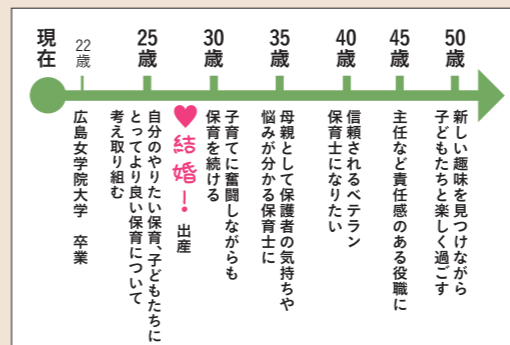 現在
22歳
広島女学院大学 卒業
25歳
自分のやりたい保育、子どもたちに
とってより良い保育について
考え取り組む
♥結婚！
出産
30歳
子育てに奮闘しながらも
保育を続ける
35歳
母親として保護者の気持ちや
悩みが分かる保育士に
40歳
信頼されるベテラン
保育士になりたい
45歳
主任など責任感のある役職に
50歳
新しい趣味を見つけながら
子どもたちと楽しく過ごす